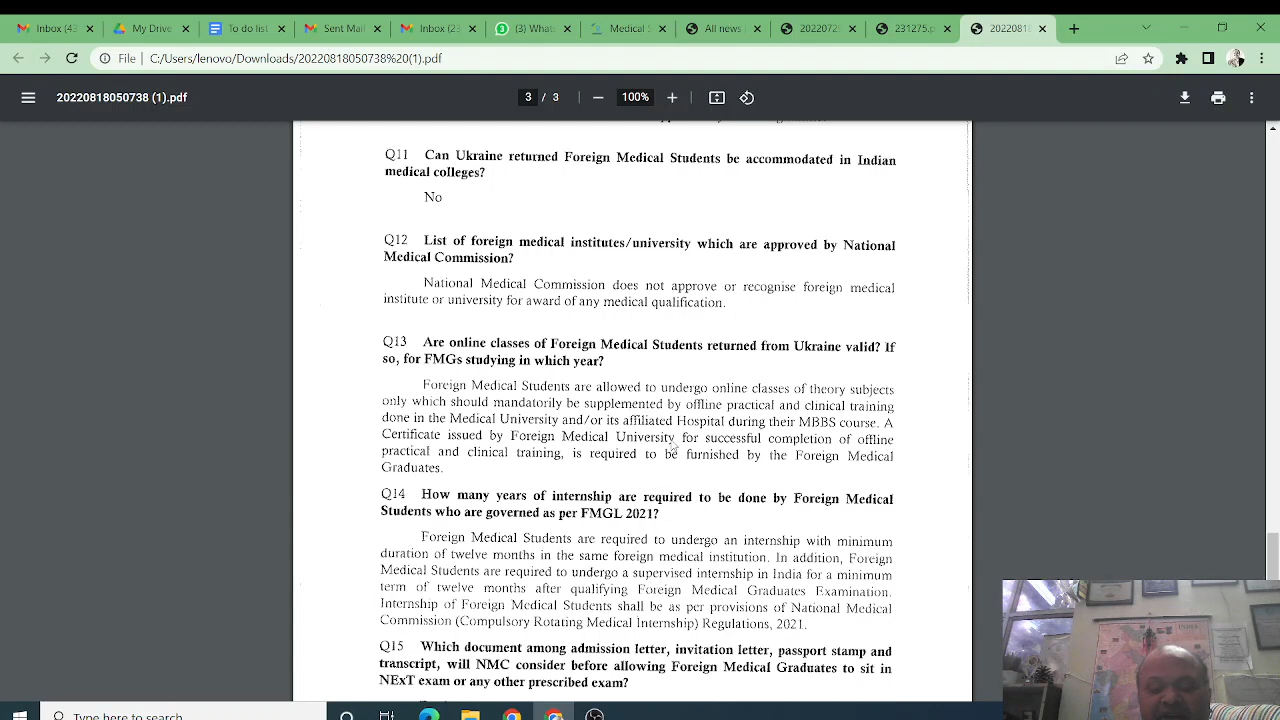 Inbox (43
My Drive
To do list
Sent Mail
Inbox (23
(3) What
Medical S
All news
20220729
231275.p
20220818
File C:/Users/lenovo/Downloads/20220818050738%20(1).pdf
20220818050738 (1).pdf
3 / 3
100%
Q11 Can Ukraine returned Foreign Medical Students be accommodated in Indian
medical colleges?
No
Q12 List of foreign medical institutes/university which are approved by National
Medical Commission?
National Medical Commission does not approve or recognise foreign medical
institute or university for award of any medical qualification.
Q13 Are online classes of Foreign Medical Students returned from Ukraine valid? If
so, for FMGs studying in which year?
Foreign Medical Students are allowed to undergo online classes of theory subjects
only which should mandatorily be supplemented by offline practical and clinical training
done in the Medical University and/or its affiliated Hospital during their MBBS course. A
Certificate issued by Foreign Medical University for successful completion of offline
practical and clinical training, is required to be furnished by the Foreign Medical
Graduates.
Q14 How many years of internship are required to be done by Foreign Medical
Students who are governed as per FMGL 2021?
Foreign Medical Students are required to undergo an internship with minimum
duration of twelve months in the same foreign medical institution. In addition, Foreign
Medical Students are required to undergo a supervised internship in India for a minimum
term of twelve months after qualifying Foreign Medical Graduates Examination.
Internship of Foreign Medical Students shall be as per provisions of National Medical
Commission (Compulsory Rotating Medical Internship) Regulations, 2021.
Q15 Which document among admission letter, invitation letter, passport stamp and
transcript, will NMC consider before allowing Foreign Medical Graduates to sit in
NExT exam or any other prescribed exam?
Type here to search
INDIA